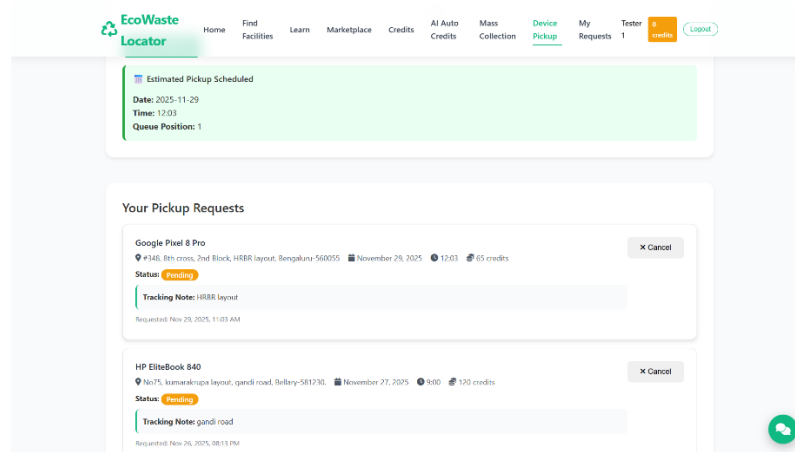 EcoWaste Locator
Home
Find Facilities
Learn
Marketplace
Credits
AI Auto Credits
Mass Collection
Device Pickup
My Requests
Tester 1
credits
Logout
Estimated Pickup Scheduled
Date: 2025-11-29
Time: 12:03
Queue Position: 1
Your Pickup Requests
Google Pixel 8 Pro
✕ Cancel
#348, 8th cross, 2nd Block, HRBR layout, Bengaluru-560055 November 29, 2025 12:03 65 credits
Status: Pending
Tracking Note: HRBR layout
Requested: Nov 29, 2025, 11:03 AM
HP EliteBook 840
✕ Cancel
No75, kumarakrupa layout, gandi road, Bellary-581230, November 27, 2025 9:00 120 credits
Status: Pending
Tracking Note: gandi road
Requested: Nov 26, 2025, 08:13 PM